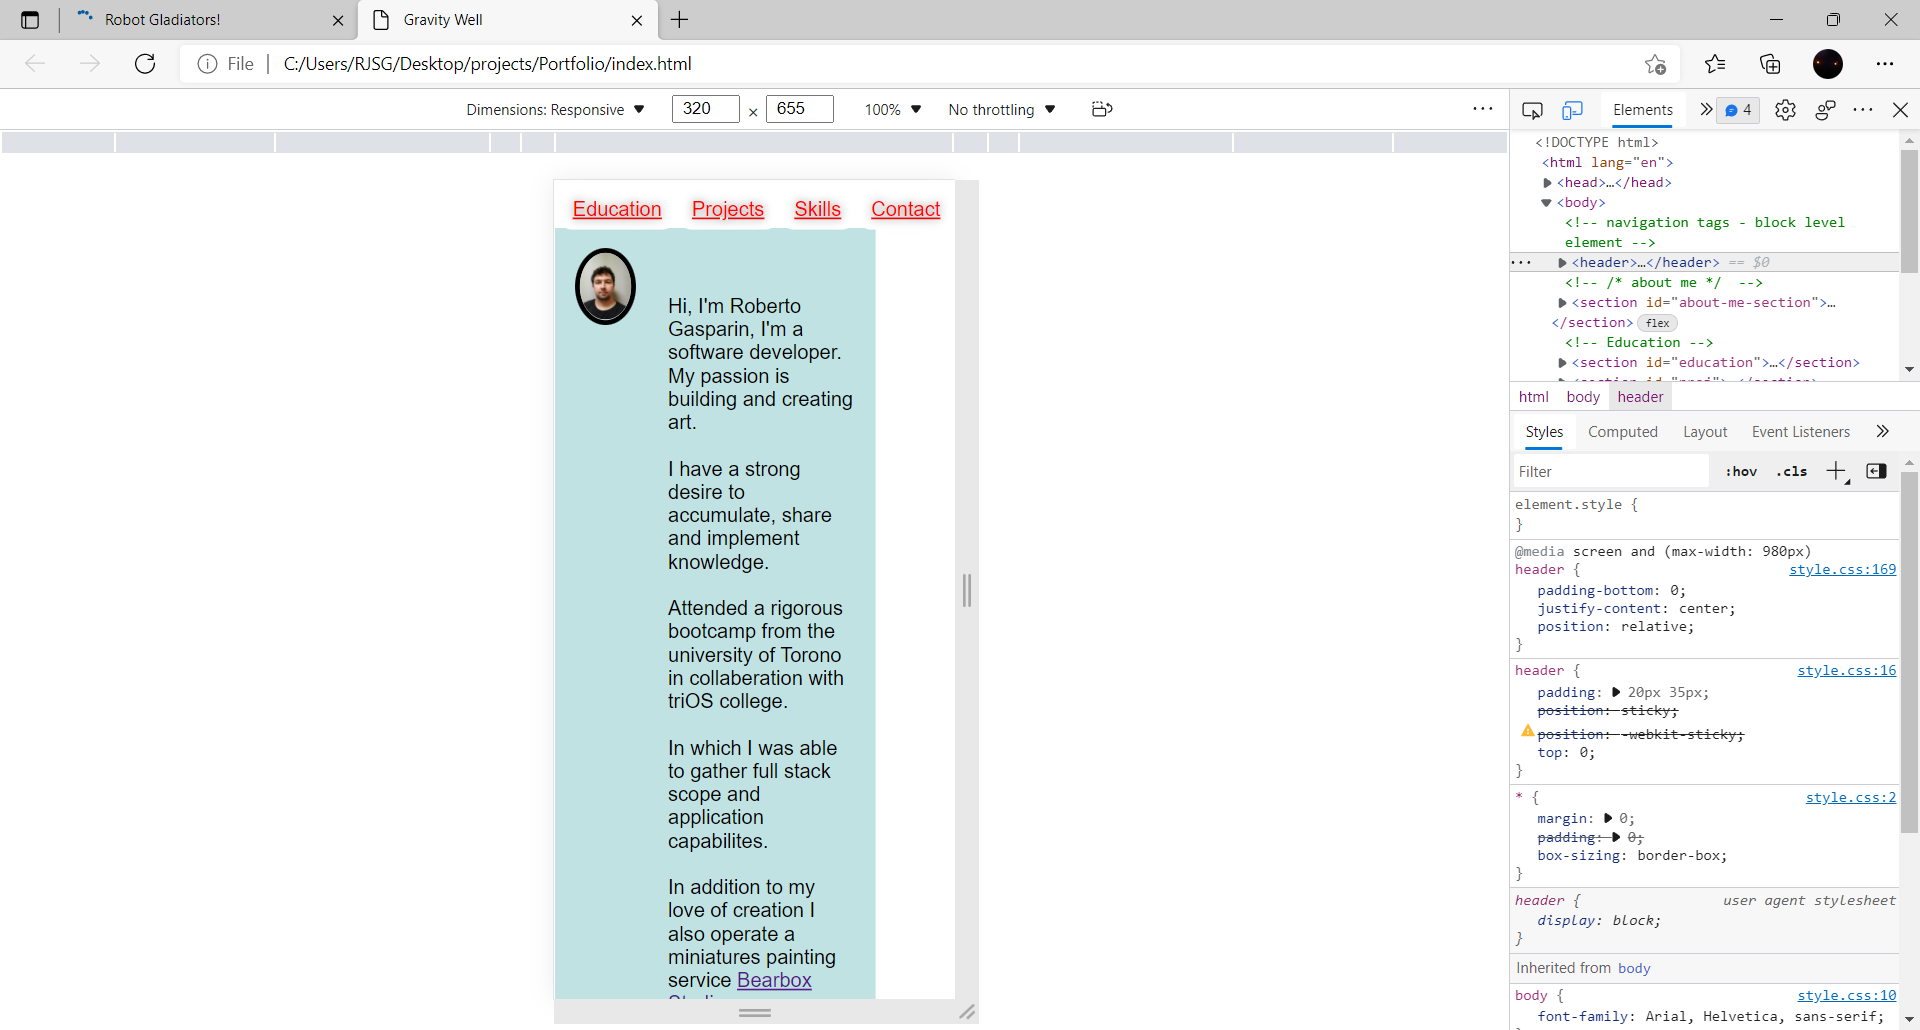 Robot Gladiators!
Gravity Well
File
C:/Users/RJSG/Desktop/projects/Portfolio/index.html
Dimensions: Responsive
320
×
655
100%
No throttling
Elements
4
Education
Projects
Skills
Contact
Hi, I'm Roberto
Gasparin, I'm a
software developer.
My passion is
building and creating
art.
I have a strong
desire to
accumulate, share
and implement
knowledge.
Attended a rigorous
bootcamp from the
university of Torono
in collaberation with
triOS college.
In which I was able
to gather full stack
scope and
application
capabilites.
In addition to my
love of creation I
also operate a
miniatures painting
service Bearbox
<!DOCTYPE html>
<html lang="en">
<head>…</head>
<body>
<!-- navigation tags - block level
element -->
<header>…</header> == $0
<!-- /* about me */  -->
<section id="about-me-section">…
</section> flex
<!-- Education -->
<section id="education">…</section>
html body header
Styles Computed Layout Event Listeners
Filter :hov .cls
element.style {
}
@media screen and (max-width: 980px)
header { style.css:169
padding-bottom: 0;
justify-content: center;
position: relative;
}
header { style.css:16
padding: 20px 35px;
position: sticky;
position: -webkit-sticky;
top: 0;
}
* { style.css:2
margin: 0;
padding: 0;
box-sizing: border-box;
}
header { user agent stylesheet
display: block;
}
Inherited from body
body { style.css:10
font-family: Arial, Helvetica, sans-serif;